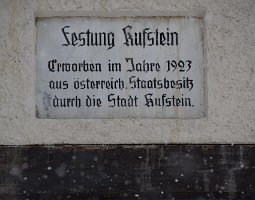 Festung Kufstein
Erworben im Jahre 1923
aus österreich. Staatsbesitz
durch die Stadt Kufstein.